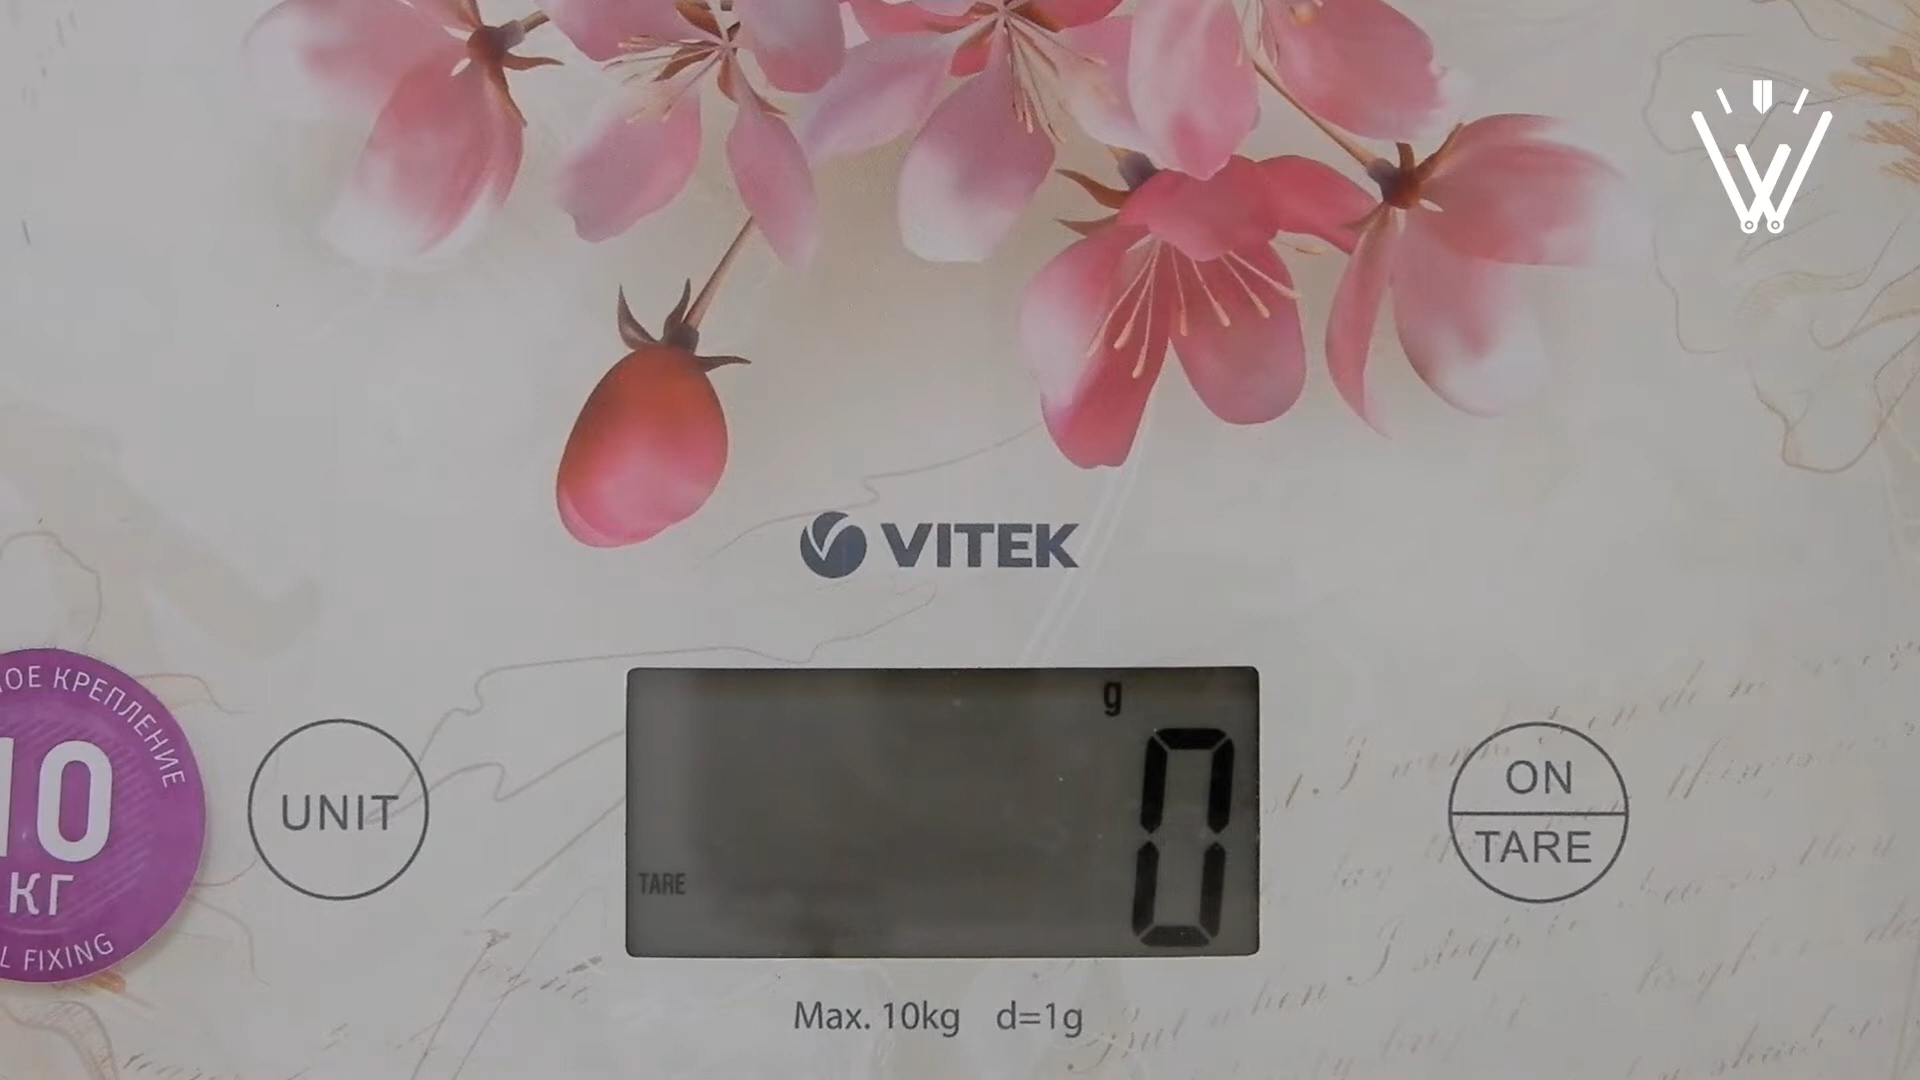 VITEK
g
0
TARE
UNIT
ON
TARE
Max. 10kg d=1g
ОЕ КРЕПЛЕНИЕ
10
КГ
L FIXING